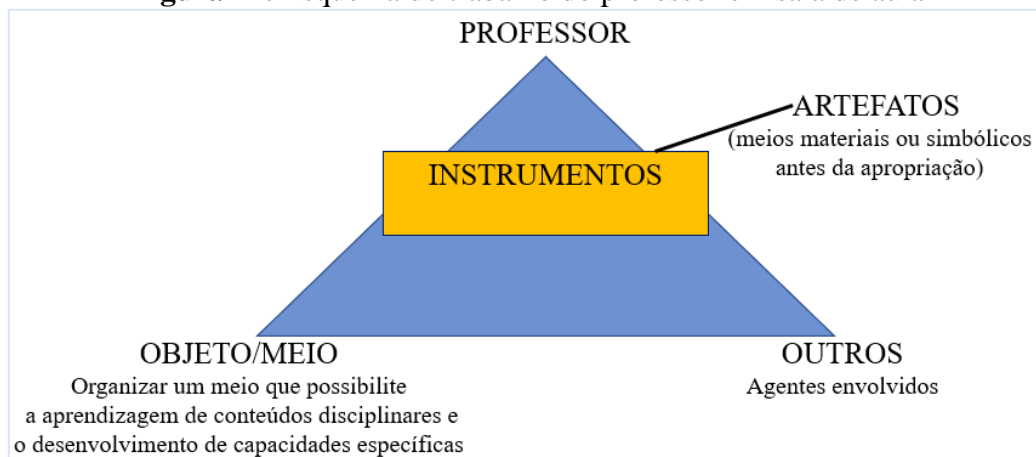 PROFESSOR
ARTEFATOS
(meios materiais ou simbólicos
antes da apropriação)
INSTRUMENTOS
OBJETO/MEIO
Organizar um meio que possibilite
a aprendizagem de conteúdos disciplinares e
o desenvolvimento de capacidades específicas
OUTROS
Agentes envolvidos